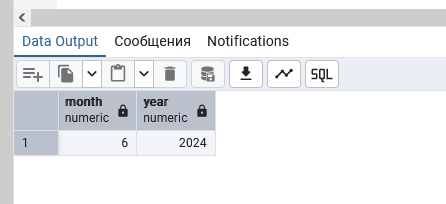 Data Output Сообщения Notifications
SQL
month year
numeric numeric
1 6 2024